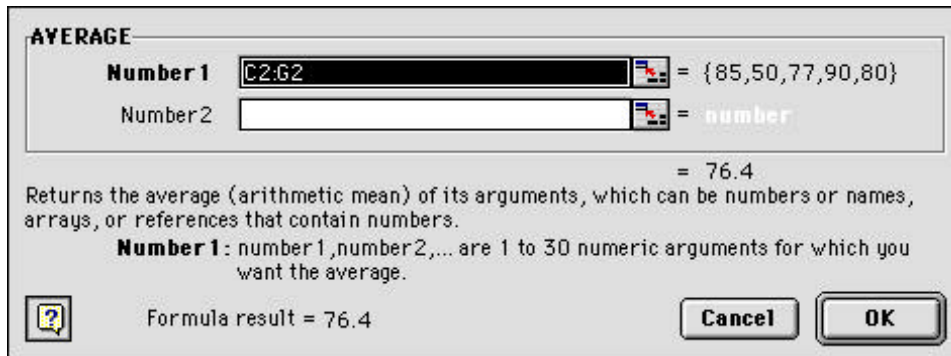 AVERAGE
Number1 C2:G2 = {85,50,77,90,80}
Number2 = number
= 76.4
Returns the average (arithmetic mean) of its arguments, which can be numbers or names,
arrays, or references that contain numbers.
Number1: number1,number2,... are 1 to 30 numeric arguments for which you
want the average.
? Formula result = 76.4 Cancel OK